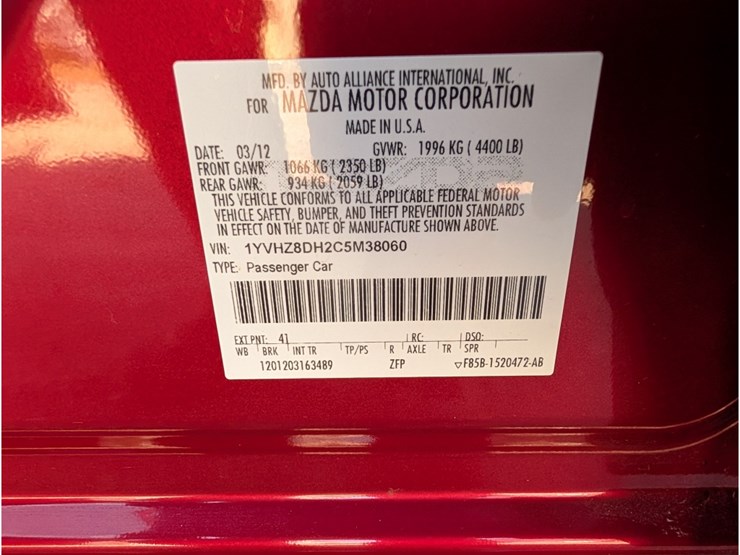 MFD. BY AUTO ALLIANCE INTERNATIONAL, INC.
FOR MAZDA MOTOR CORPORATION
MADE IN U.S.A.
DATE: 03/12 GVWR: 1996 KG ( 4400 LB)
FRONT GAWR: 1066 KG ( 2350 LB)
REAR GAWR: 934 KG ( 2059 LB)
THIS VEHICLE CONFORMS TO ALL APPLICABLE FEDERAL MOTOR
VEHICLE SAFETY, BUMPER, AND THEFT PREVENTION STANDARDS
IN EFFECT ON THE DATE OF MANUFACTURE SHOWN ABOVE.
VIN: 1YVHZ8DH2C5M38060
TYPE: Passenger Car
EXT PNT: 41 RC: DSO:
WB BRK INT TR TP/PS R AXLE TR SPR
1201203163489 ZFP ▽F85B-1520472-AB